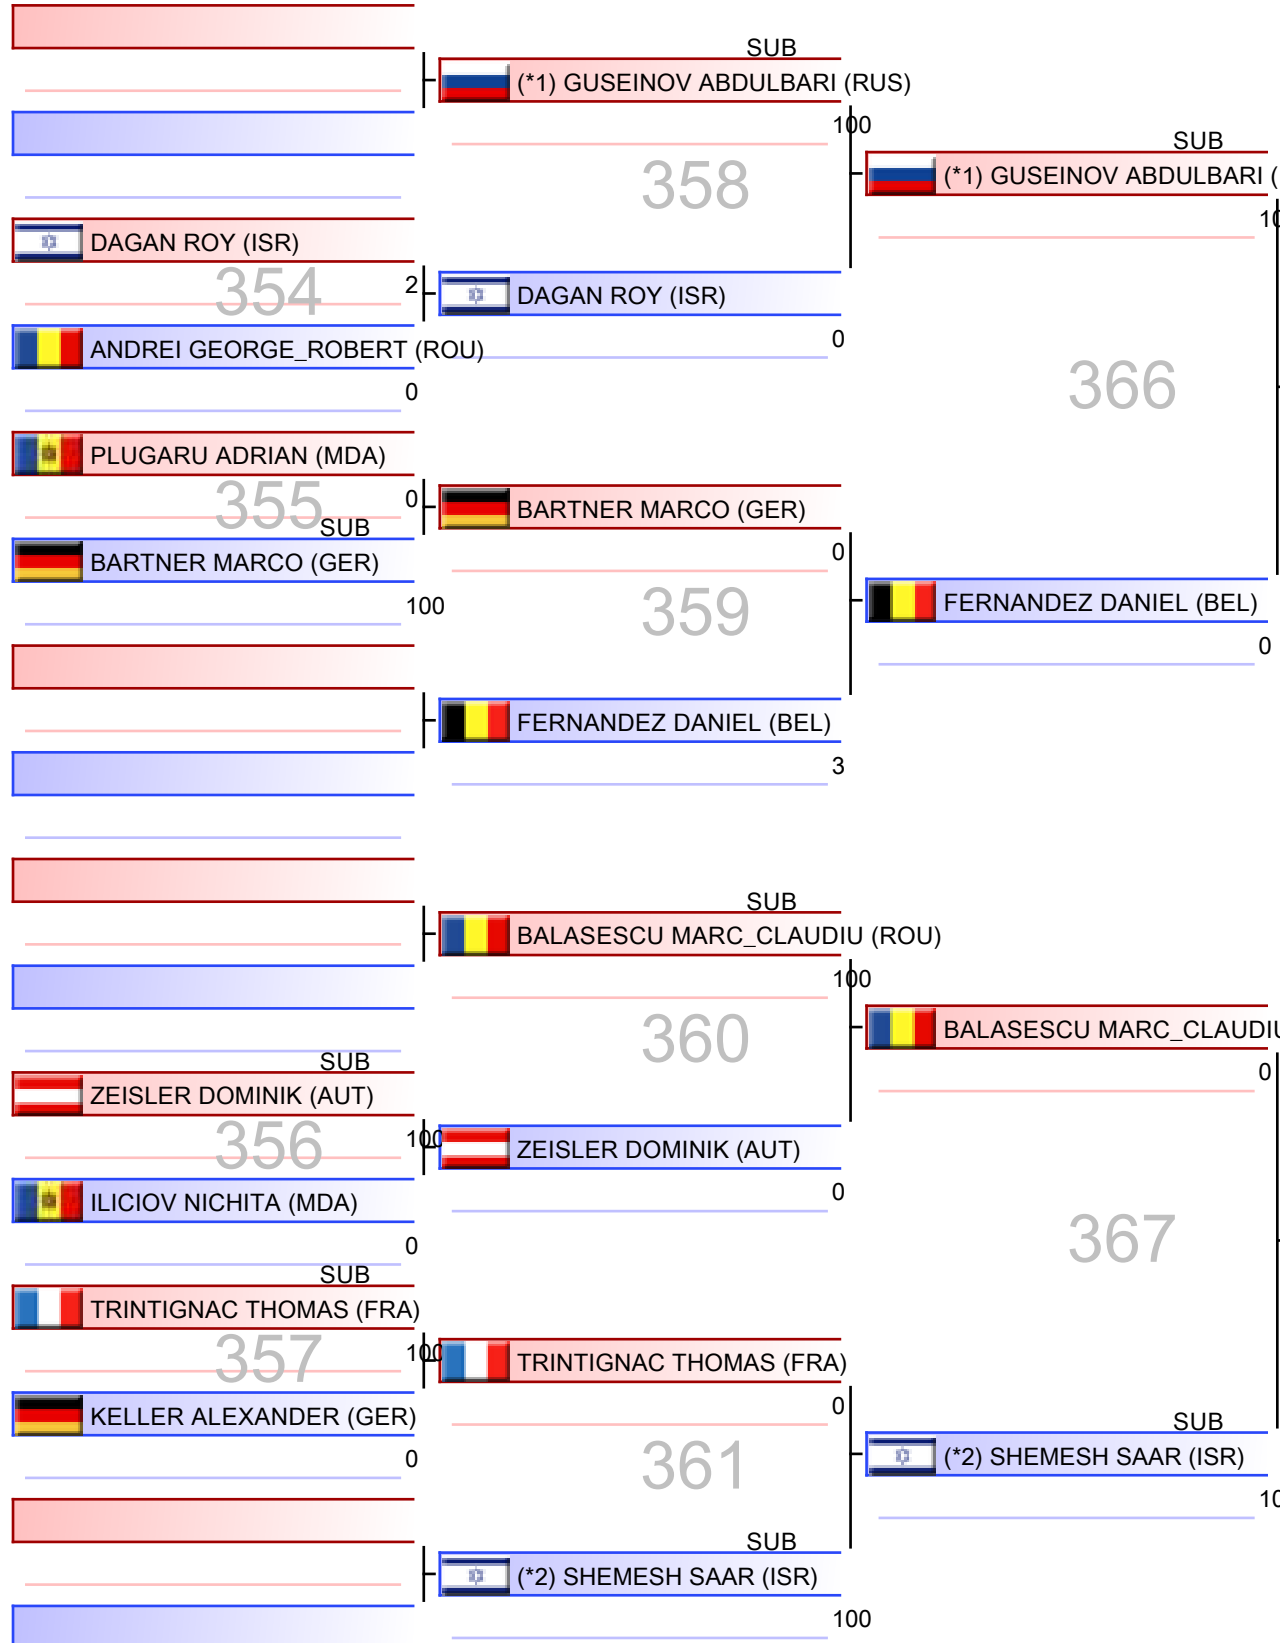 SUB
(*1) GUSEINOV ABDULBARI (RUS)
100
358
SUB
(*1) GUSEINOV ABDULBARI (
10
DAGAN ROY (ISR)
354
2
DAGAN ROY (ISR)
0
ANDREI GEORGE_ROBERT (ROU)
0
366
PLUGARU ADRIAN (MDA)
355
0
BARTNER MARCO (GER)
0
SUB
BARTNER MARCO (GER)
100
359
FERNANDEZ DANIEL (BEL)
0
FERNANDEZ DANIEL (BEL)
3
SUB
BALASESCU MARC_CLAUDIU (ROU)
100
360
BALASESCU MARC_CLAUDIU
0
SUB
ZEISLER DOMINIK (AUT)
356
100
ZEISLER DOMINIK (AUT)
0
ILICIOV NICHITA (MDA)
0
367
SUB
TRINTIGNAC THOMAS (FRA)
357
100
TRINTIGNAC THOMAS (FRA)
0
KELLER ALEXANDER (GER)
0
361
SUB
(*2) SHEMESH SAAR (ISR)
10
SUB
(*2) SHEMESH SAAR (ISR)
100